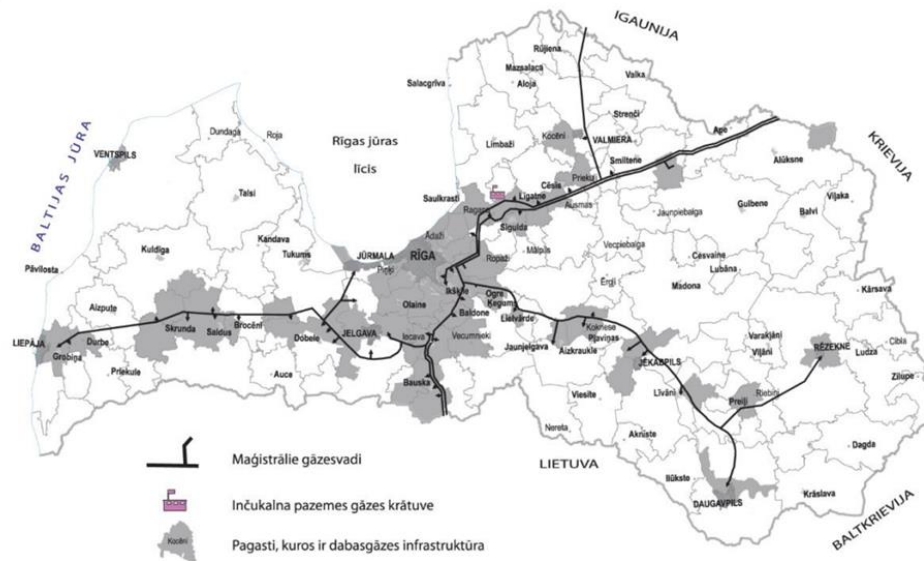 IGAUNIJA
Rūjiena
Mazsalaca
Aloja
Valka
Salacgrīva
Strenči
BALTIJAS JŪRA
Dundaga
Roja
Rīgas jūras
līcis
VENTSPILS
Kocēni
VALMIERA
Limbaži
Smiltene
Ape
KRIEVIJA
Alūksne
Talsi
Cēsis
Priekuļi
Līgatne
Saulkrasti
Ausmas
Sigulda
Jaunpiebalga
Gulbene
Viļaka
Balvi
Ādaži
Kuldīga
Kandava
Tukums
JŪRMALA
RĪGA
Ropaži
Mālpils
Vecpiebalga
Cesvaine
Lubāna
Pāvilosta
Ērgļi
Madona
Kārsava
Olaine
Ikšķile
Ogre
Ķegums
Baldone
Lielvārde
Aizpute
Skrunda
Saldus
Brocēni
Dobele
JELGAVA
Iecava
Vecumnieki
Koknese
Pļaviņas
Varakļāni
Viļāni
RĒZEKNE
Cibla
Ludza
LIEPĀJA
Grobiņa
Durbe
Jaunjelgava
Aizkraukle
JĒKABPILS
Zilupe
Priekule
Auce
Bauska
Viesīte
Līvāni
Preiļi
Riebiņi
Nereta
Aknīste
Dagda
LIETUVA
Ilūkste
DAUGAVPILS
Krāslava
BALTKRIEVIJA
Maģistrālie gāzesvadi
Inčukalna pazemes gāzes krātuve
Kocēni
Pagasti, kuros ir dabasgāzes infrastruktūra